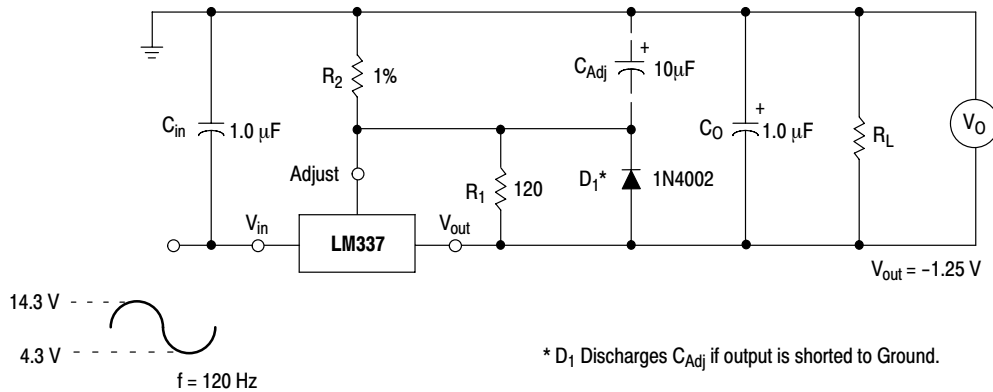 R2 1%
CAdj + 10μF
Cin 1.0 μF
CO + 1.0 μF
RL
VO
Adjust
R1 120
D1* 1N4002
Vin
LM337
Vout
Vout = –1.25 V
14.3 V
4.3 V
f = 120 Hz
* D1 Discharges CAdj if output is shorted to Ground.